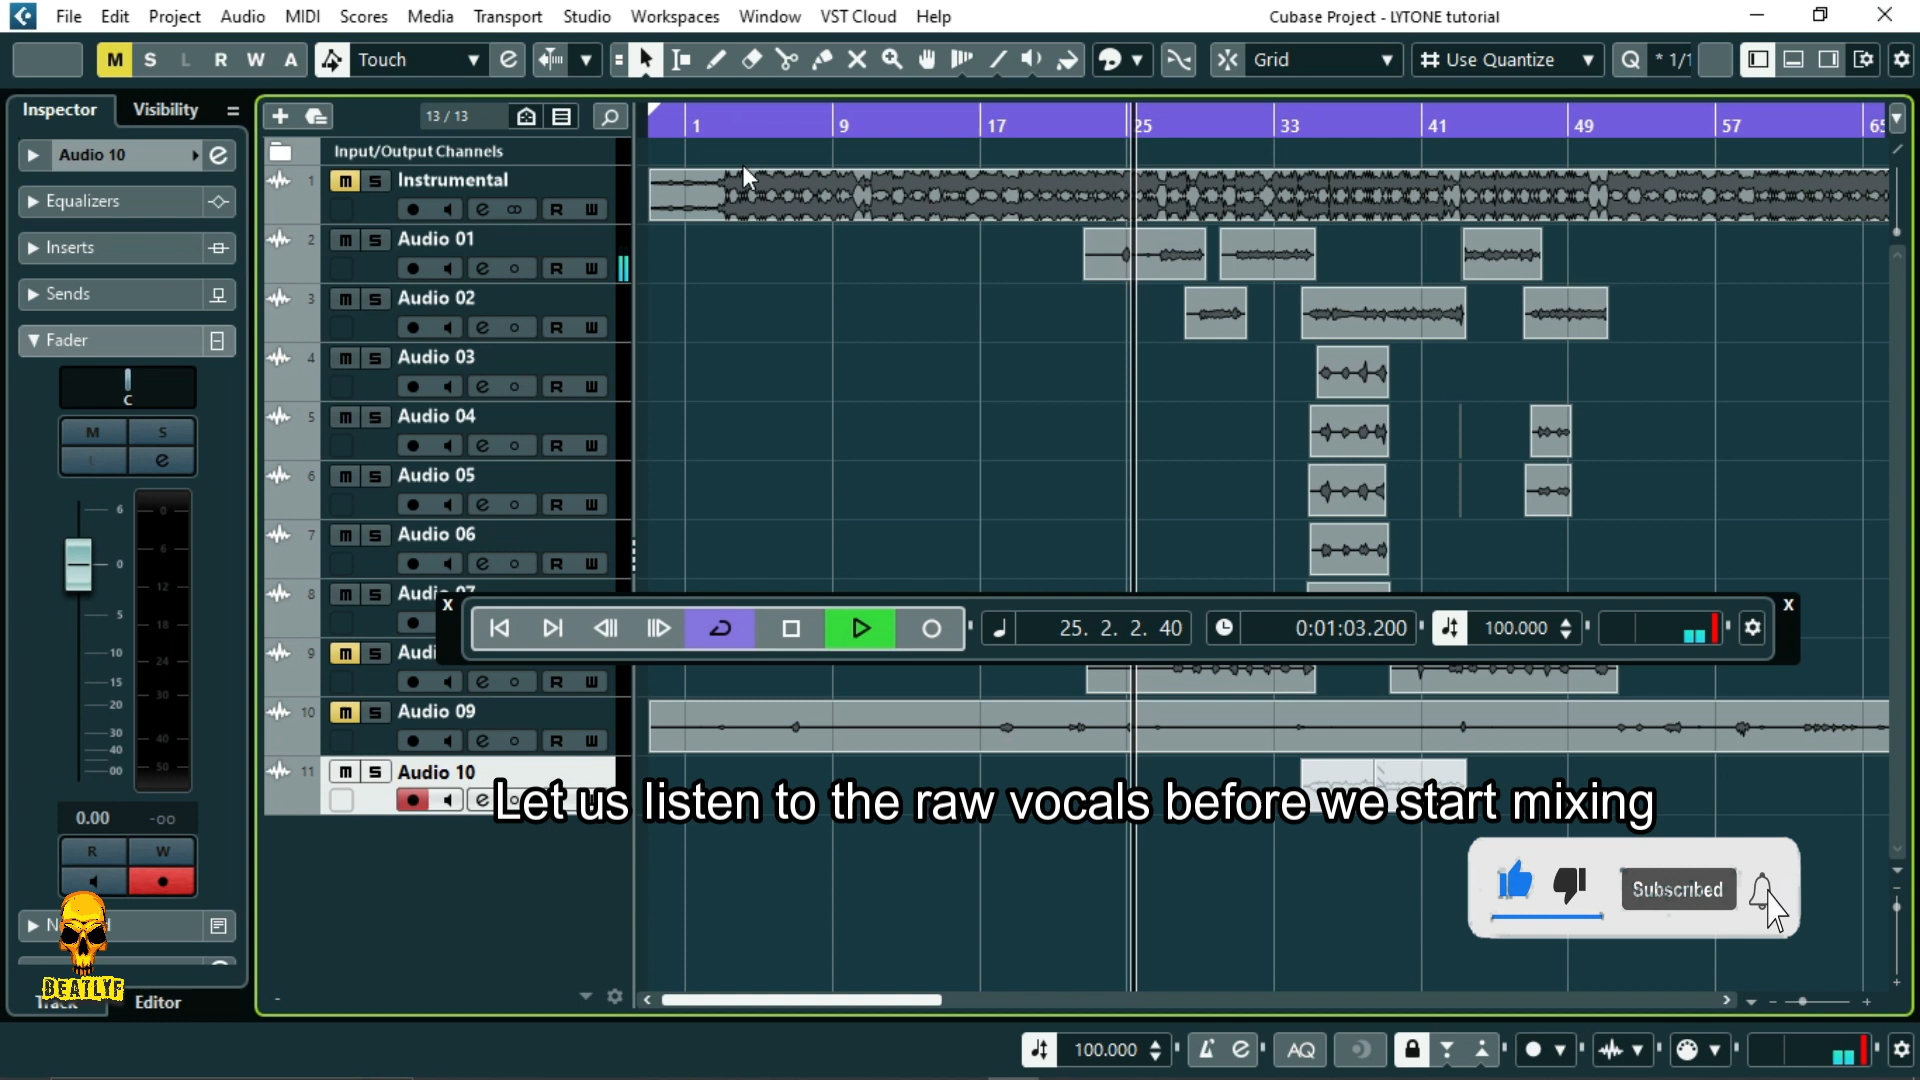 File Edit Project Audio MIDI Scores Media Transport Studio Workspaces Window VST Cloud Help
Cubase Project - LYTONE tutorial
M S L R W A Touch Grid Use Quantize Q * 1/1
Inspector Visibility
13 / 13
1 9 17 25 33 41 49 57 65
Input/Output Channels
Audio 10
Equalizers
Inserts
Sends
Fader
C
M S
L e
6
0
5
10
15
20
30
40
00
0
6
12
18
24
30
40
50
0.00 -oo
R W
BEATLYF
Editor
1 m S Instrumental
R
2 m S Audio 01
R
3 m S Audio 02
R
4 m S Audio 03
R
5 m S Audio 04
R
6 m S Audio 05
R
7 m S Audio 06
R
8 m S
9 m S
R
10 m S Audio 09
R
11 m S Audio 10
X X
25. 2. 2. 40 0:01:03.200 100.000
Let us listen to the raw vocals before we start mixing
Subscribed
100.000 AQ